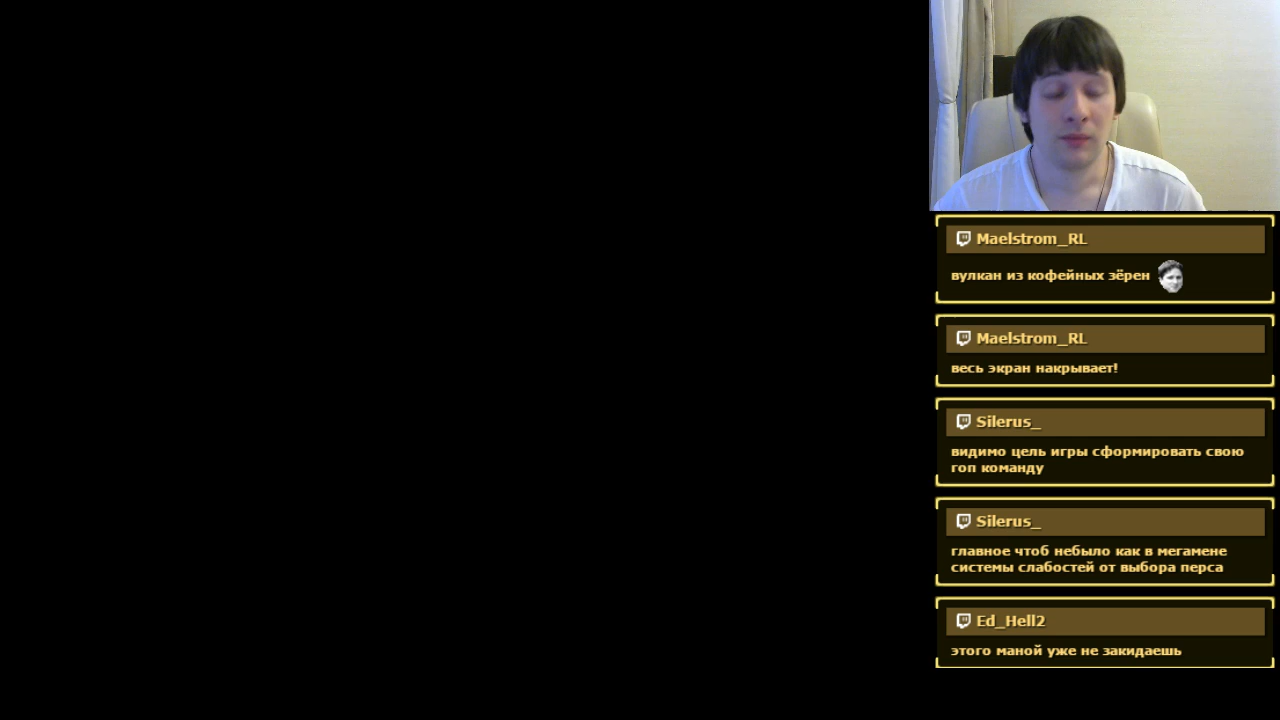 Maelstrom_RL
вулкан из кофейных зёрен
Maelstrom_RL
весь экран накрывает!
Silerus_
видимо цель игры сформировать свою
гоп команду
Silerus_
главное чтоб небыло как в мегамене
системы слабостей от выбора перса
Ed_Hell2
этого маной уже не закидаешь